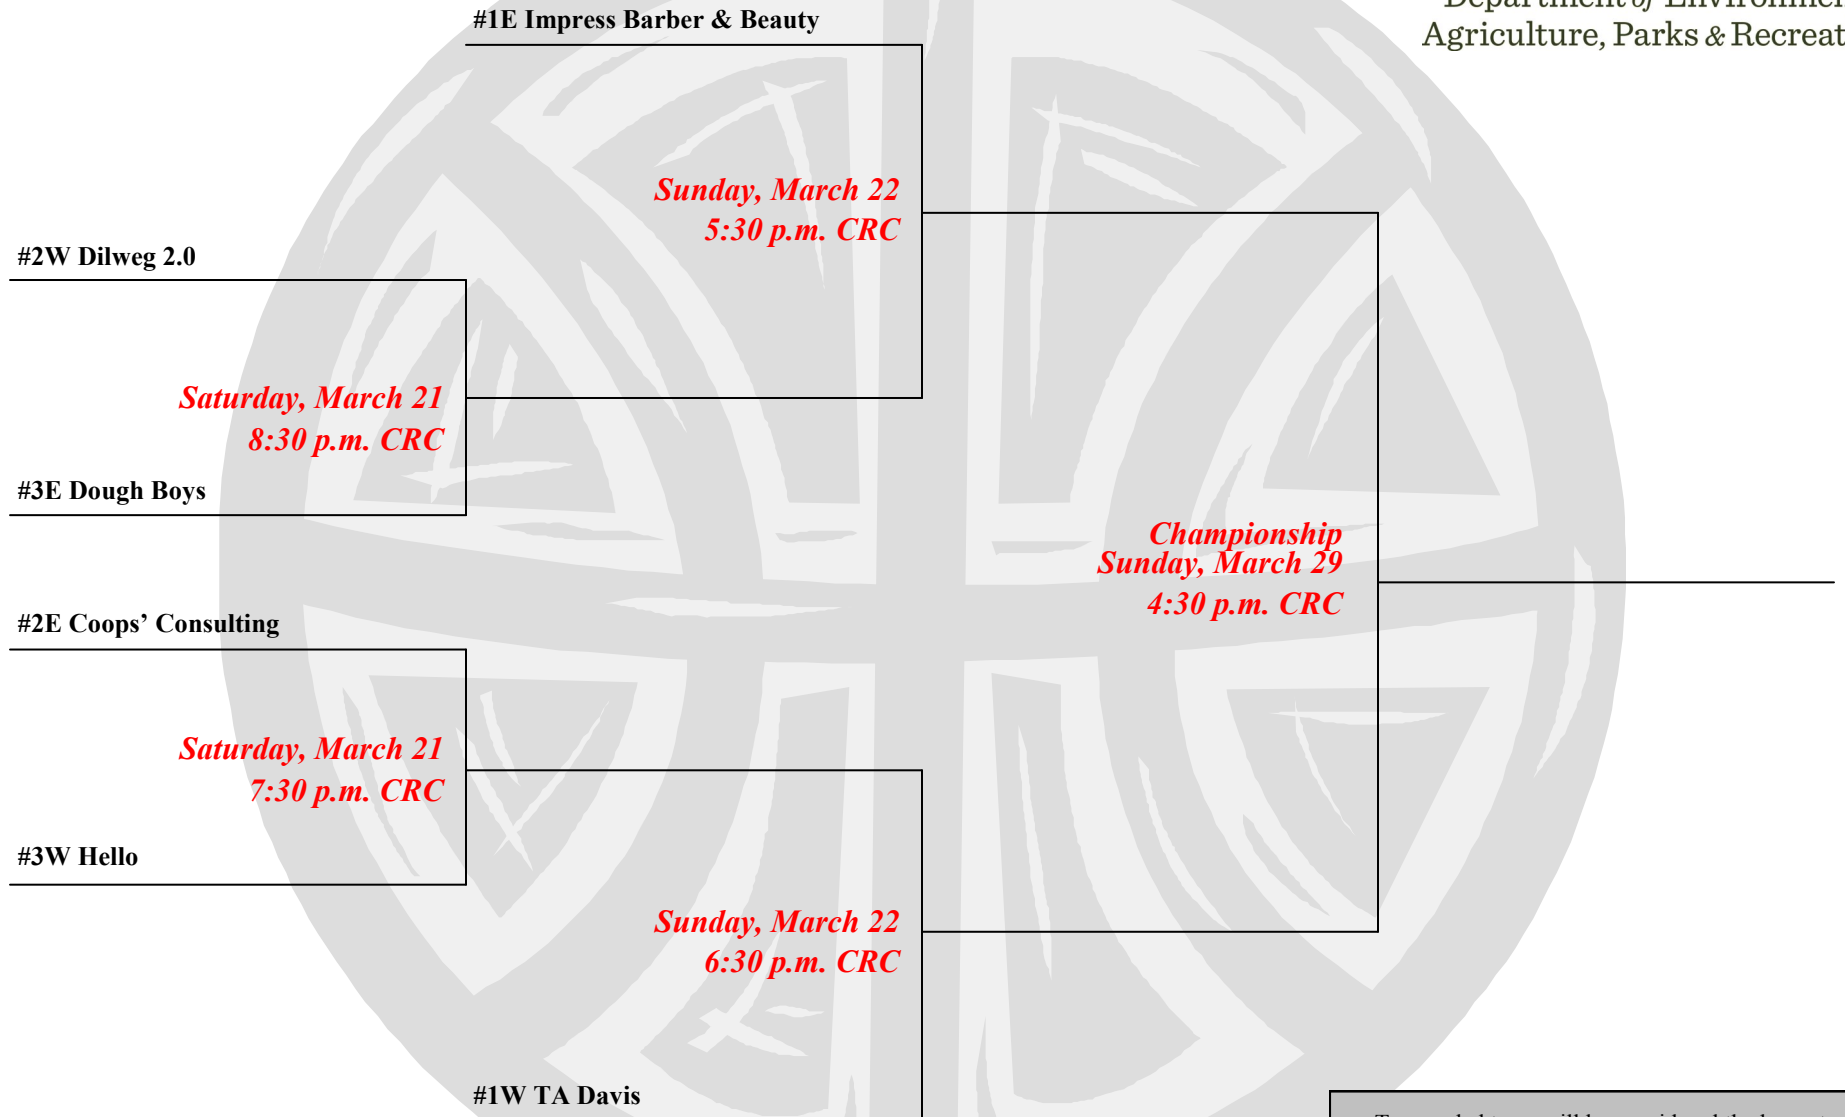 #1E Impress Barber & Beauty
Agriculture, Parks & Recreat
Sunday, March 22
5:30 p.m. CRC
#2W Dilweg 2.0
Saturday, March 21
8:30 p.m. CRC
#3E Dough Boys
Championship
Sunday, March 29
4:30 p.m. CRC
#2E Coops’ Consulting
Saturday, March 21
7:30 p.m. CRC
#3W Hello
Sunday, March 22
6:30 p.m. CRC
#1W TA Davis